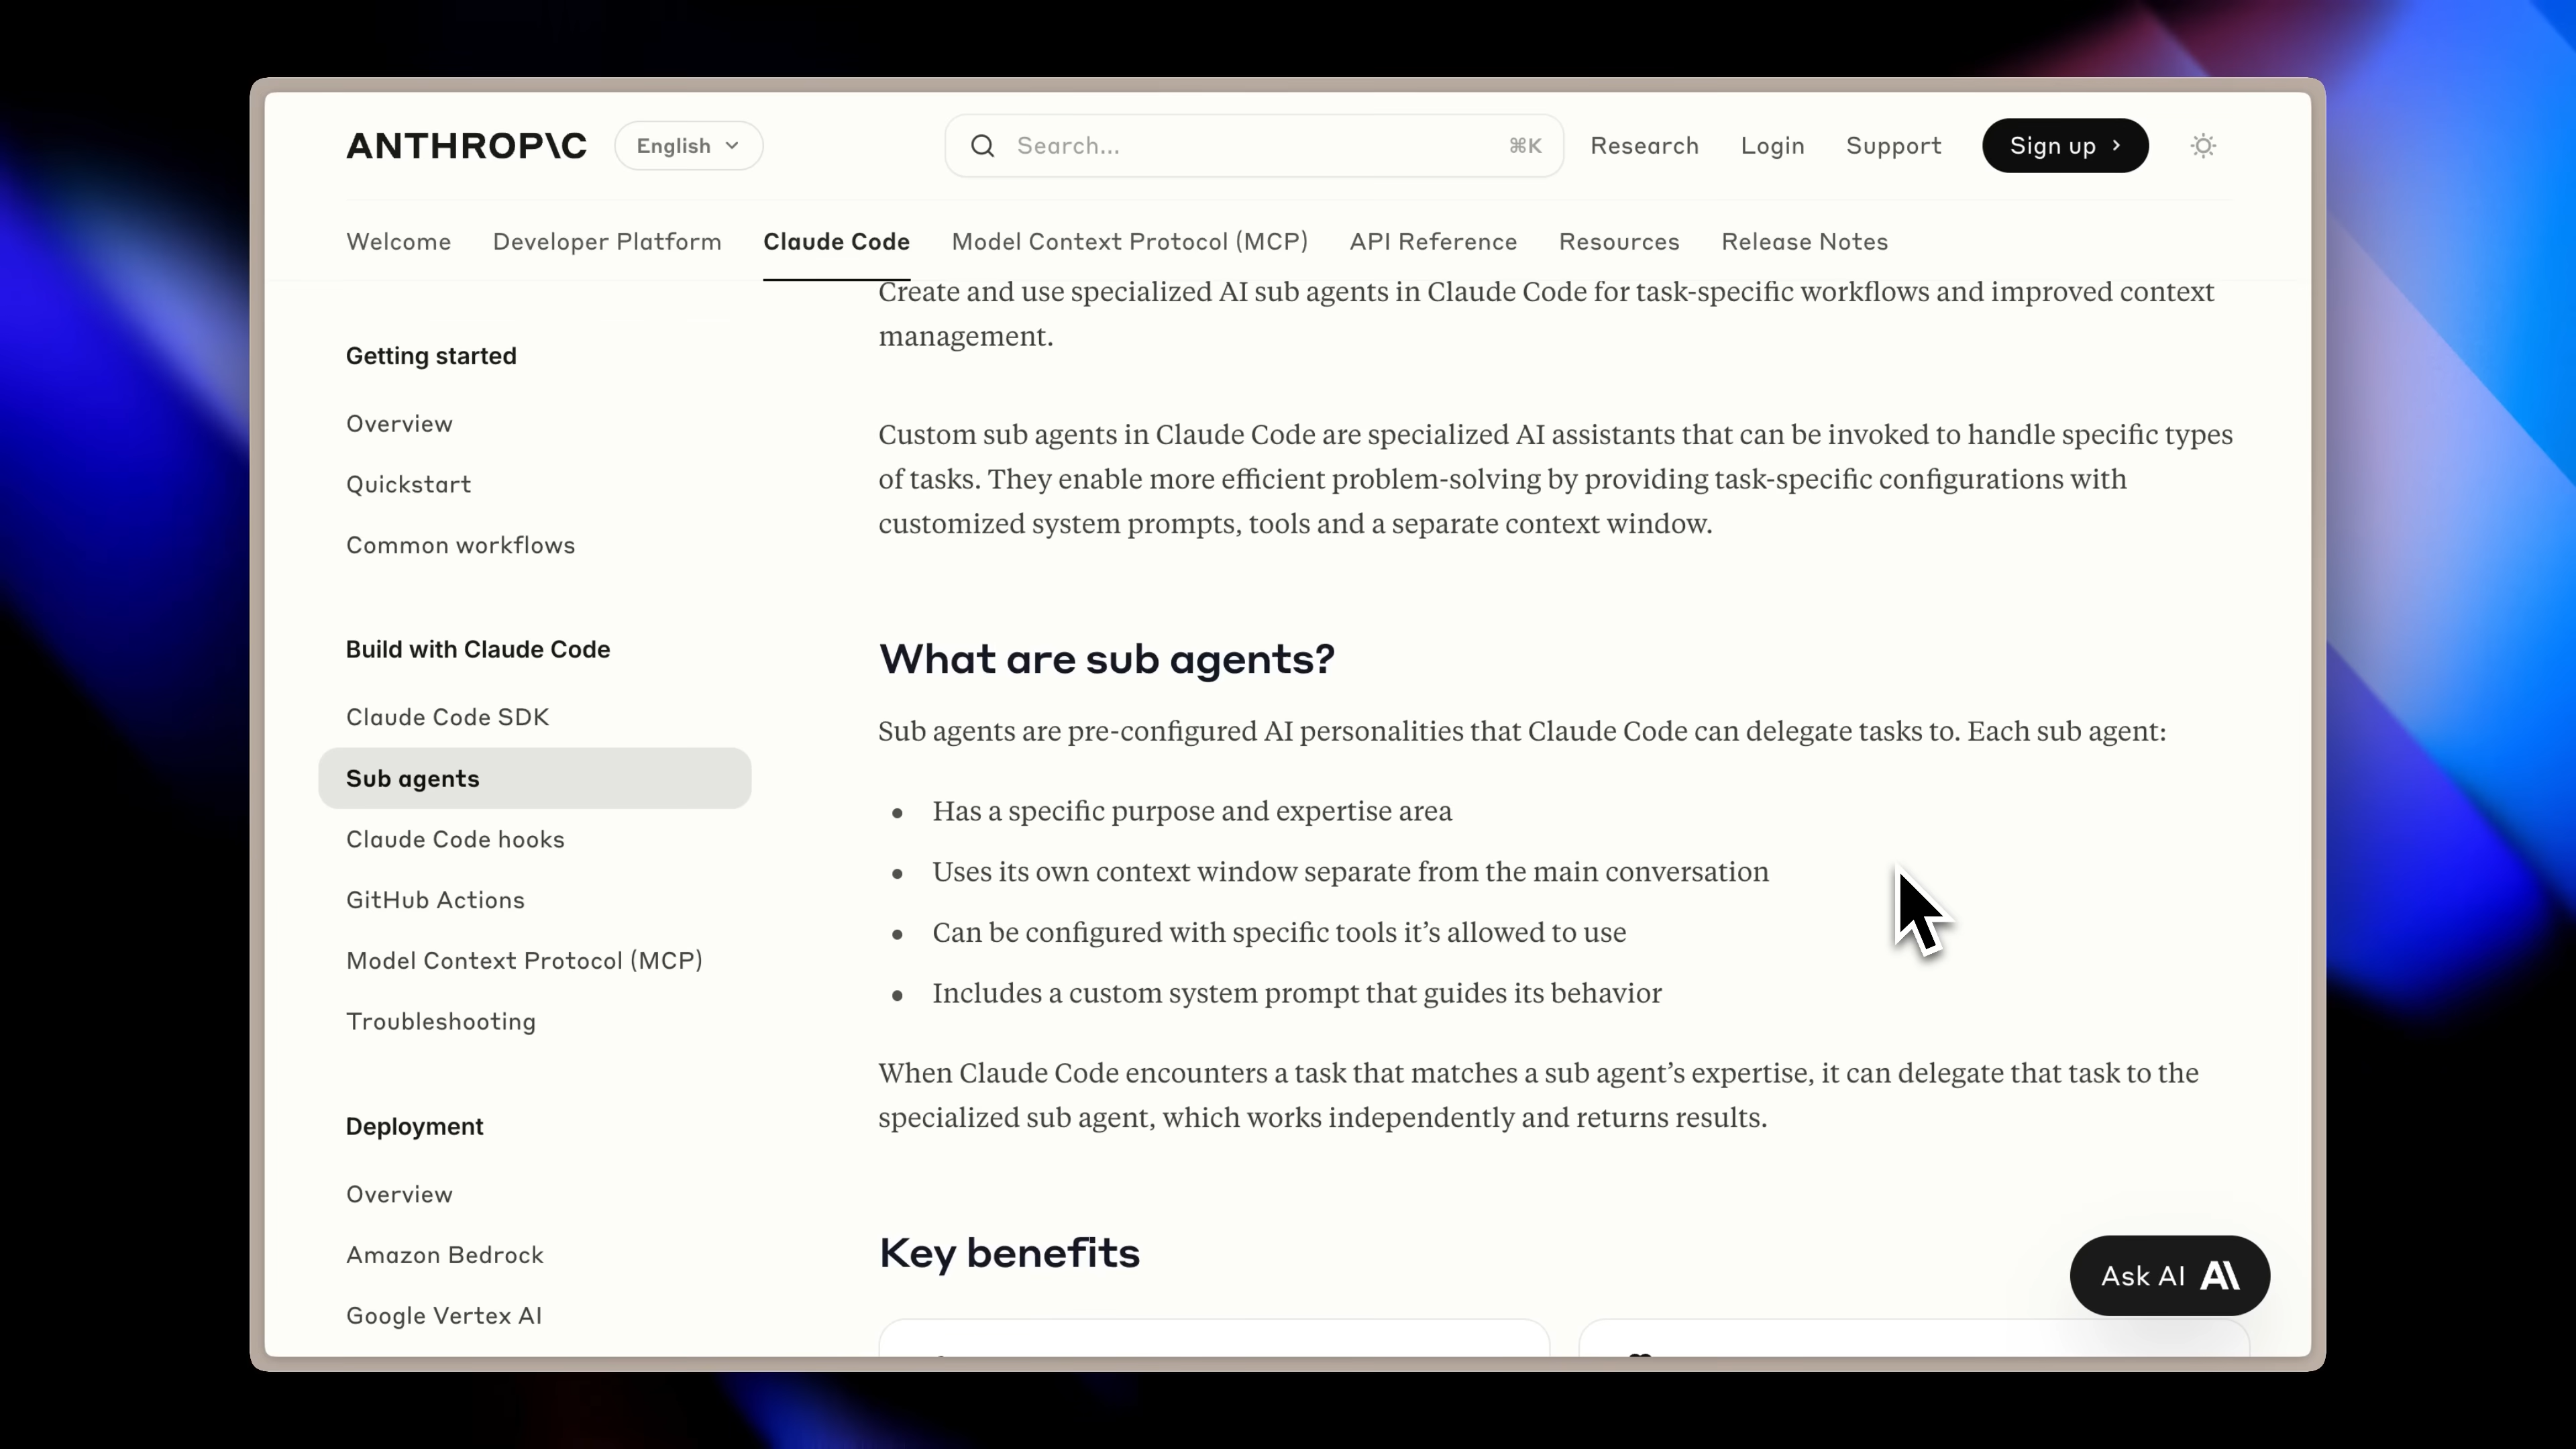 ANTHROP\C
English
Search...
⌘K
Research
Login
Support
Sign up
Welcome
Developer Platform
Claude Code
Model Context Protocol (MCP)
API Reference
Resources
Release Notes
Getting started
Overview
Quickstart
Common workflows
Build with Claude Code
Claude Code SDK
Sub agents
Claude Code hooks
GitHub Actions
Model Context Protocol (MCP)
Troubleshooting
Deployment
Overview
Amazon Bedrock
Google Vertex AI
Create and use specialized AI sub agents in Claude Code for task-specific workflows and improved context
management.
Custom sub agents in Claude Code are specialized AI assistants that can be invoked to handle specific types
of tasks. They enable more efficient problem-solving by providing task-specific configurations with
customized system prompts, tools and a separate context window.
What are sub agents?
Sub agents are pre-configured AI personalities that Claude Code can delegate tasks to. Each sub agent:
• Has a specific purpose and expertise area
• Uses its own context window separate from the main conversation
• Can be configured with specific tools it’s allowed to use
• Includes a custom system prompt that guides its behavior
When Claude Code encounters a task that matches a sub agent’s expertise, it can delegate that task to the
specialized sub agent, which works independently and returns results.
Key benefits
Ask AI A\